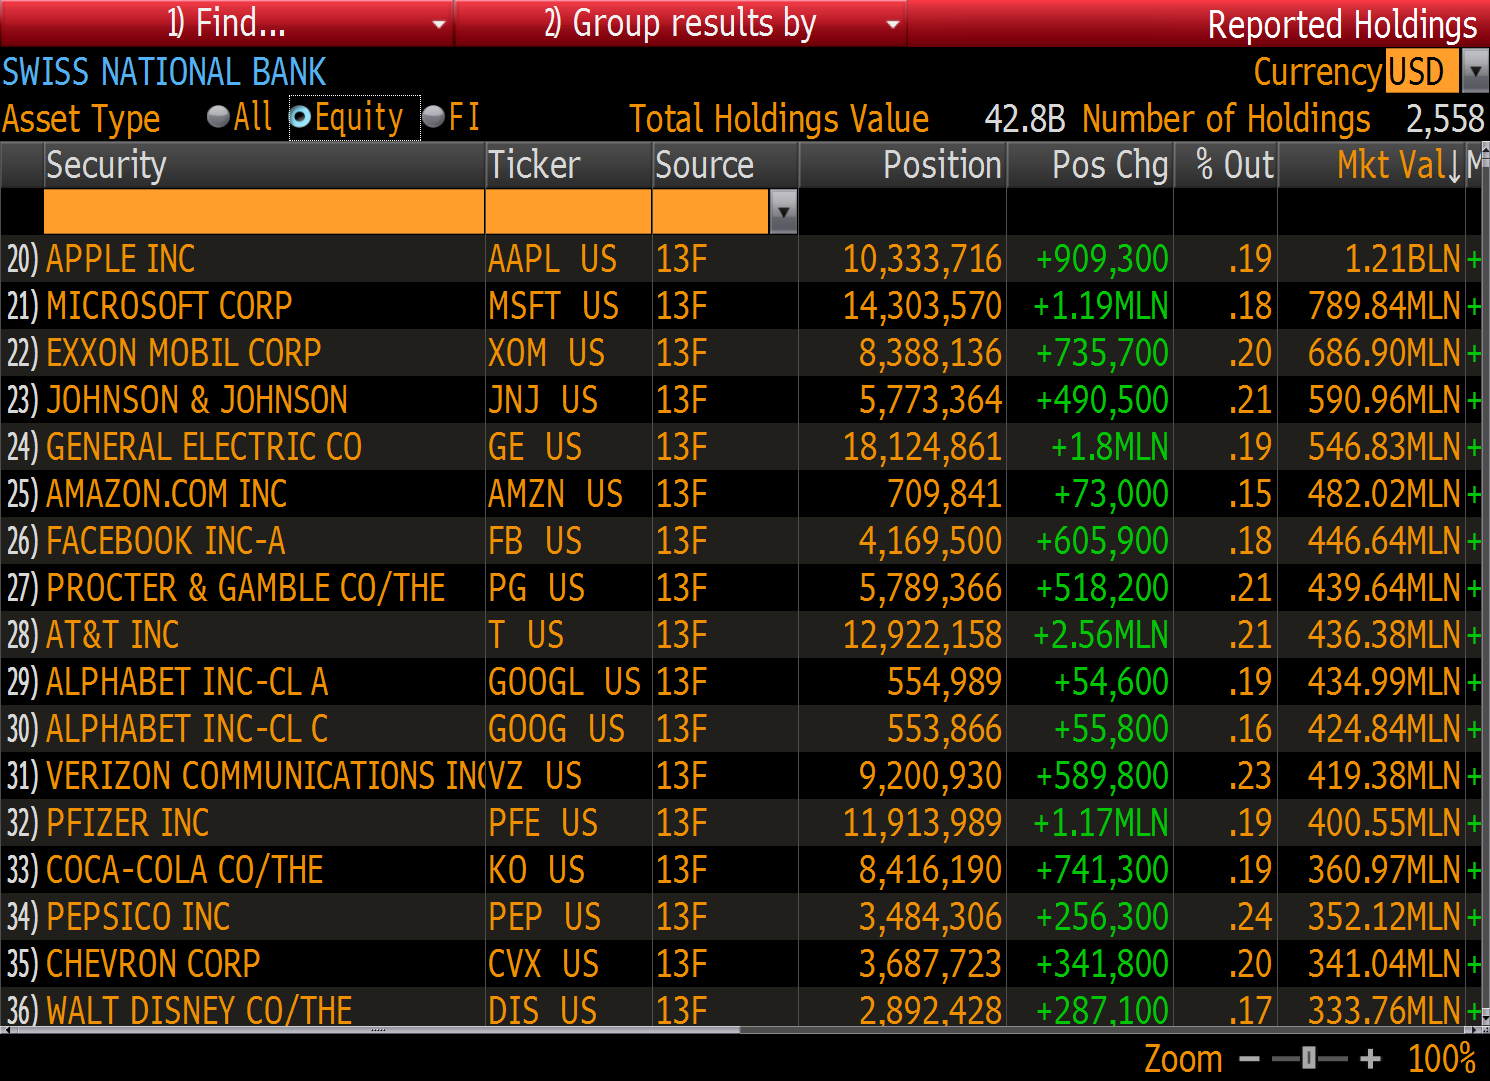 1) Find... 2) Group results by Reported Holdings
SWISS NATIONAL BANK Currency USD
Asset Type All Equity FI Total Holdings Value 42.8B Number of Holdings 2,558
Security Ticker Source Position Pos Chg % Out Mkt Val↓ M
20) APPLE INC AAPL US 13F 10,333,716 +909,300 .19 1.21BLN +
21) MICROSOFT CORP MSFT US 13F 14,303,570 +1.19MLN .18 789.84MLN +
22) EXXON MOBIL CORP XOM US 13F 8,388,136 +735,700 .20 686.90MLN +
23) JOHNSON & JOHNSON JNJ US 13F 5,773,364 +490,500 .21 590.96MLN +
24) GENERAL ELECTRIC CO GE US 13F 18,124,861 +1.8MLN .19 546.83MLN +
25) AMAZON.COM INC AMZN US 13F 709,841 +73,000 .15 482.02MLN +
26) FACEBOOK INC-A FB US 13F 4,169,500 +605,900 .18 446.64MLN +
27) PROCTER & GAMBLE CO/THE PG US 13F 5,789,366 +518,200 .21 439.64MLN +
28) AT&T INC T US 13F 12,922,158 +2.56MLN .21 436.38MLN +
29) ALPHABET INC-CL A GOOGL US 13F 554,989 +54,600 .19 434.99MLN +
30) ALPHABET INC-CL C GOOG US 13F 553,866 +55,800 .16 424.84MLN +
31) VERIZON COMMUNICATIONS INC VZ US 13F 9,200,930 +589,800 .23 419.38MLN +
32) PFIZER INC PFE US 13F 11,913,989 +1.17MLN .19 400.55MLN +
33) COCA-COLA CO/THE KO US 13F 8,416,190 +741,300 .19 360.97MLN +
34) PEPSICO INC PEP US 13F 3,484,306 +256,300 .24 352.12MLN +
35) CHEVRON CORP CVX US 13F 3,687,723 +341,800 .20 341.04MLN +
36) WALT DISNEY CO/THE DIS US 13F 2,892,428 +287,100 .17 333.76MLN +
Zoom − + 100%